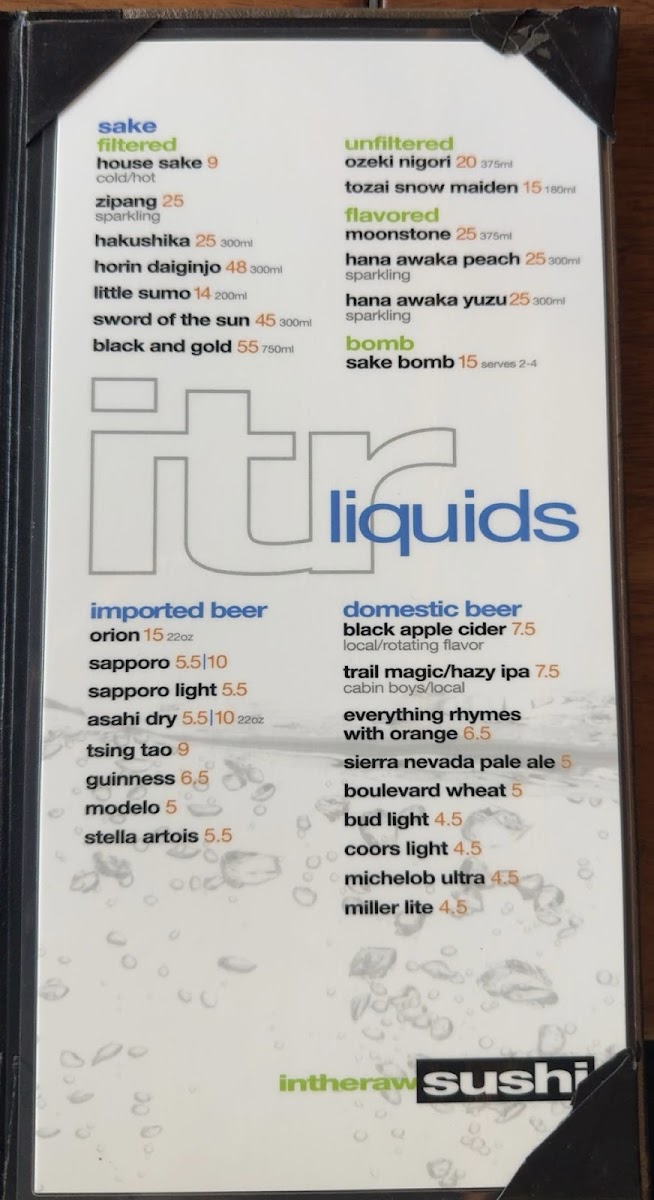 sake
filtered
house sake 9
cold/hot
zipang 25
sparkling
hakushika 25 300ml
horin daiginjo 48 300ml
little sumo 14 200ml
sword of the sun 45 300ml
black and gold 55 750ml
unfiltered
ozeki nigori 20 375ml
tozai snow maiden 15 180ml
flavored
moonstone 25 375ml
hana awaka peach 25 300ml
sparkling
hana awaka yuzu 25 300ml
sparkling
bomb
sake bomb 15 serves 2-4
itr
liquids
imported beer
orion 15 22oz
sapporo 5.5|10
sapporo light 5.5
asahi dry 5.5|10 22oz
tsing tao 9
guinness 6.5
modelo 5
stella artois 5.5
domestic beer
black apple cider 7.5
local/rotating flavor
trail magic/hazy ipa 7.5
cabin boys/local
everything rhymes
with orange 6.5
sierra nevada pale ale 5
boulevard wheat 5
bud light 4.5
coors light 4.5
michelob ultra 4.5
miller lite 4.5
intheraw sushi